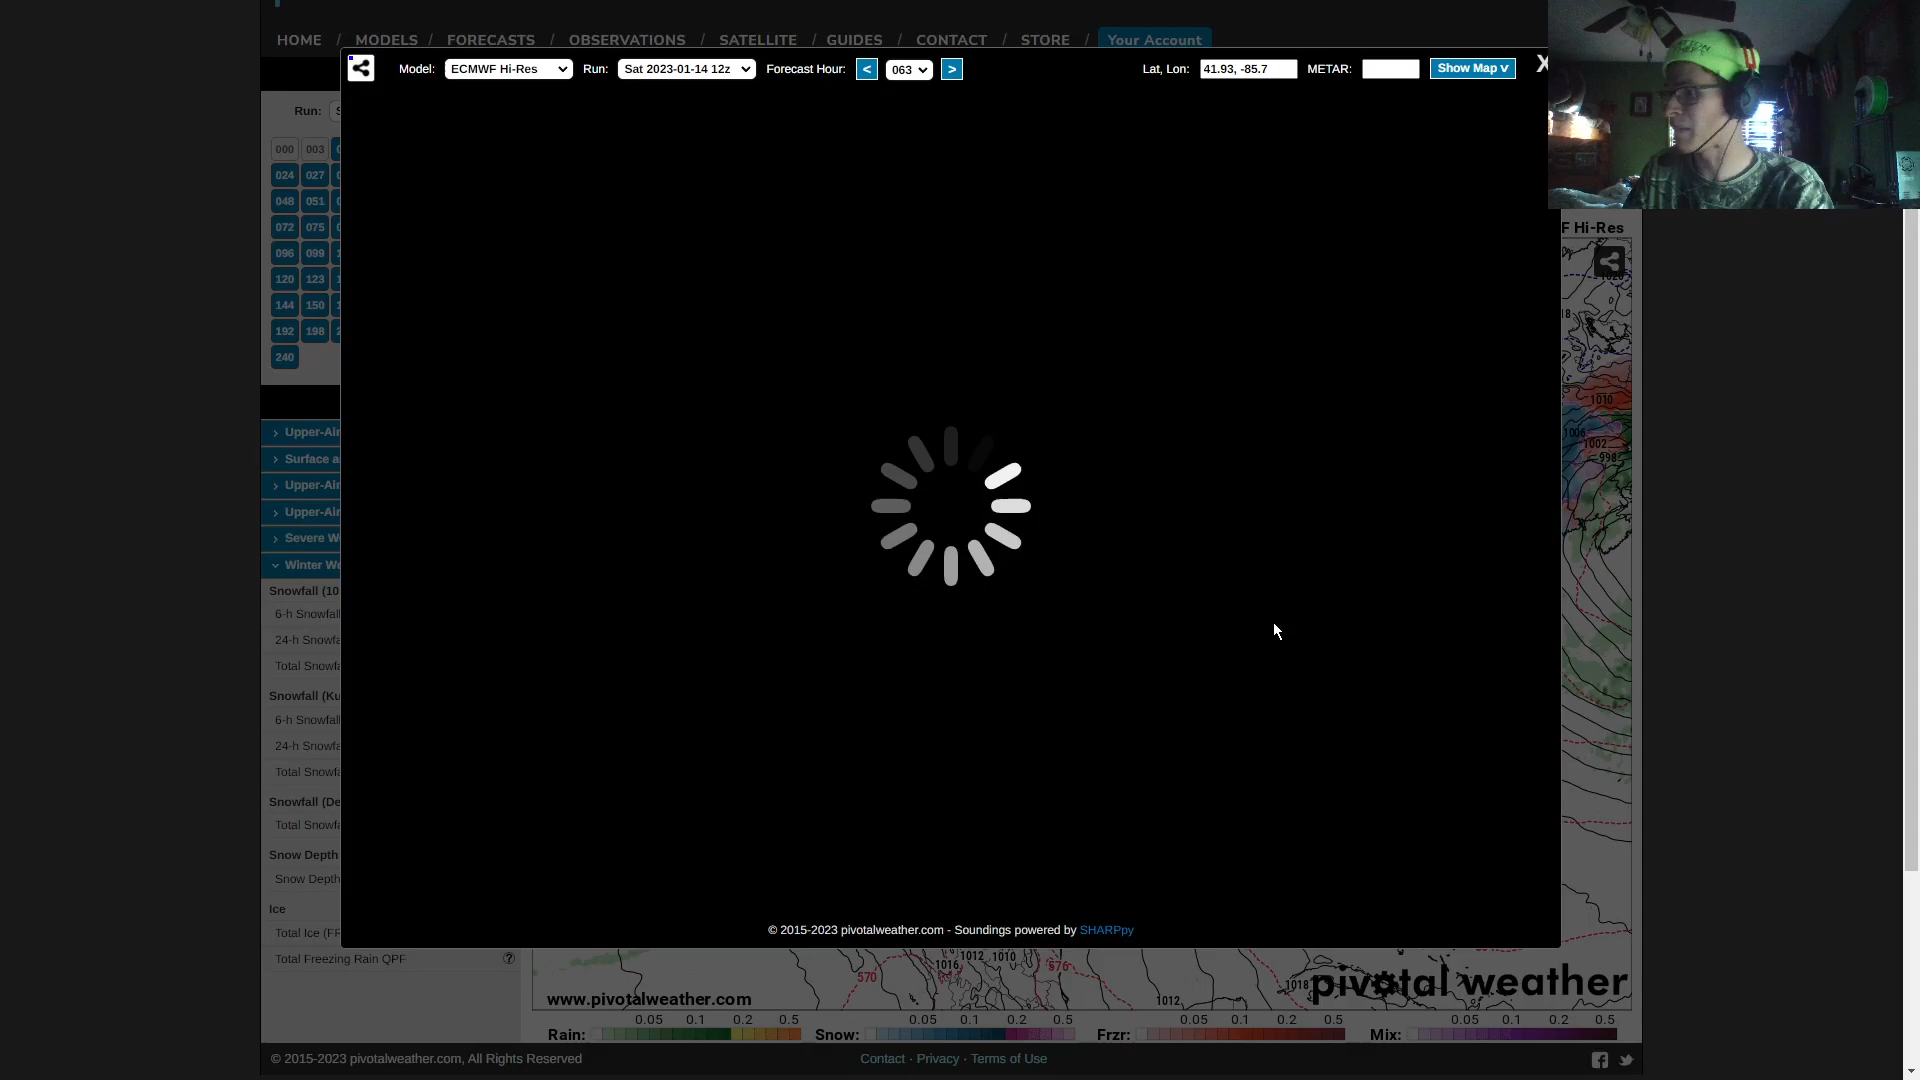 HOME / MODELS / FORECASTS / OBSERVATIONS / SATELLITE / GUIDES / CONTACT / STORE / Your Account
Model: ECMWF Hi-Res Run: Sat 2023-01-14 12z Forecast Hour: < 063 > Lat, Lon: 41.93, -85.7 METAR: Show Map v X
Run:
000 003
024 027
048 051
072 075
096 099
120 123
144 150
192 198
240
F Hi-Res
1020
18
1010
1006
1002
998
Upper-Air
Surface a
Upper-Air
Upper-Air
Severe W
Winter We
Snowfall (10
6-h Snowfall
24-h Snowfa
Total Snowfa
Snowfall (Ku
6-h Snowfall
24-h Snowfa
Total Snowfa
Snowfall (De
Total Snowfa
Snow Depth
Snow Depth
Ice
Total Ice (FF
Total Freezing Rain QPF ?
© 2015-2023 pivotalweather.com - Soundings powered by SHARPpy
570 1016 1012 1010 576 1012 1018
www.pivotalweather.com
pivotal weather
0.05 0.1 0.2 0.5 0.05 0.1 0.2 0.5 0.05 0.1 0.2 0.5 0.05 0.1 0.2 0.5
Rain: Snow: Frzr: Mix:
© 2015-2023 pivotalweather.com, All Rights Reserved
Contact · Privacy · Terms of Use